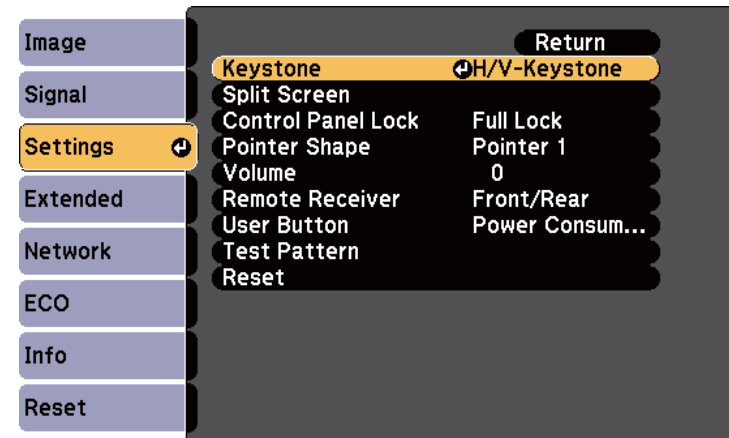 Image
Signal
Settings
Extended
Network
ECO
Info
Reset
Return
Keystone H/V-Keystone
Split Screen
Control Panel Lock Full Lock
Pointer Shape Pointer 1
Volume 0
Remote Receiver Front/Rear
User Button Power Consum...
Test Pattern
Reset